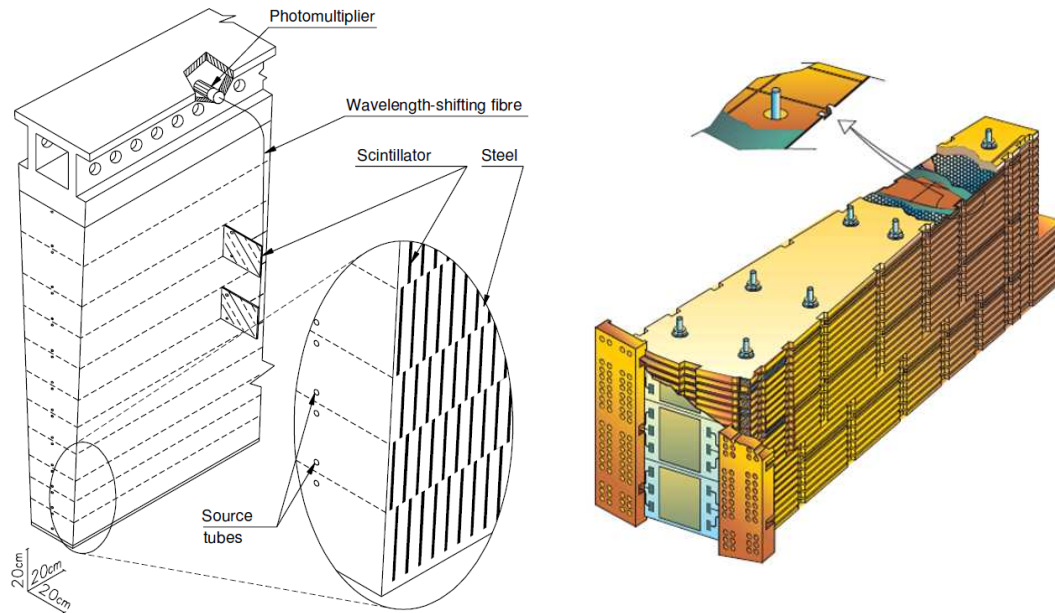 Photomultiplier
Wavelength-shifting fibre
Scintillator
Steel
Source
tubes
20cm
20cm
20cm